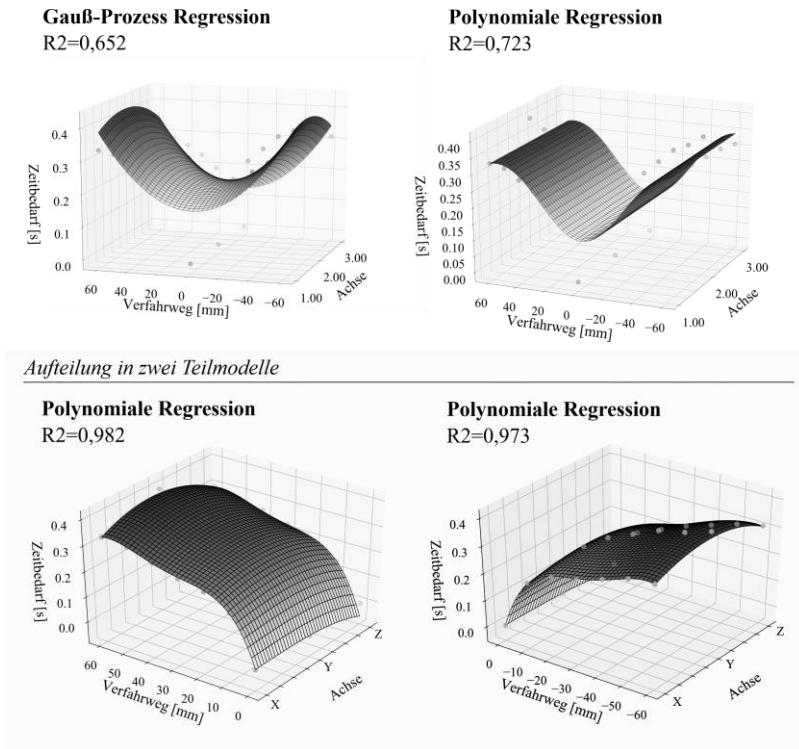 Gauß-Prozess Regression
R2=0,652
Zeitbedarf [s]
0.4
0.3
0.2
0.1
0.0
60 40 20 0 −20 −40 −60
Verfahrweg [mm]
1.00 2.00 3.00
Achse
Polynomiale Regression
R2=0,723
Zeitbedarf [s]
0.40
0.35
0.30
0.25
0.20
0.15
0.10
0.05
0.00
60 40 20 0 −20 −40 −60
Verfahrweg [mm]
1.00 2.00 3.00
Achse
Aufteilung in zwei Teilmodelle
Polynomiale Regression
R2=0,982
Zeitbedarf [s]
0.4
0.3
0.2
0.1
0.0
60 50 40 30 20 10 0
Verfahrweg [mm]
X Y Z
Achse
Polynomiale Regression
R2=0,973
Zeitbedarf [s]
0.4
0.3
0.2
0.1
0.0
0 −10 −20 −30 −40 −50 −60
Verfahrweg [mm]
X Y Z
Achse